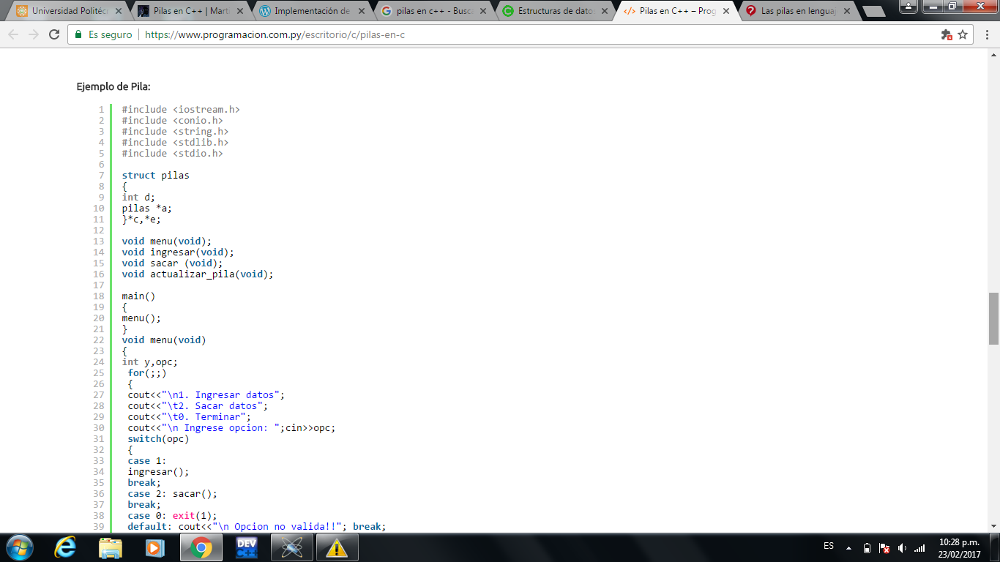 Universidad Politéc
Pilas en C++ | Mart
Implementación de
pilas en c++ - Busc
Estructuras de dato
Pilas en C++ – Prog
Las pilas en lenguaj
Es seguro
https://www.programacion.com.py/escritorio/c/pilas-en-c
Ejemplo de Pila:
1 #include <iostream.h>
2 #include <conio.h>
3 #include <string.h>
4 #include <stdlib.h>
5 #include <stdio.h>
6
7 struct pilas
8 {
9 int d;
10 pilas *a;
11 }*c,*e;
12
13 void menu(void);
14 void ingresar(void);
15 void sacar (void);
16 void actualizar_pila(void);
17
18 main()
19 {
20 menu();
21 }
22 void menu(void)
23 {
24 int y,opc;
25 for(;;)
26 {
27 cout<<"\n1. Ingresar datos";
28 cout<<"\t2. Sacar datos";
29 cout<<"\t0. Terminar";
30 cout<<"\n Ingrese opcion: ";cin>>opc;
31 switch(opc)
32 {
33 case 1:
34 ingresar();
35 break;
36 case 2: sacar();
37 break;
38 case 0: exit(1);
39 default: cout<<"\n Opcion no valida!!"; break;
DEV
C++
ES
10:28 p.m.
23/02/2017